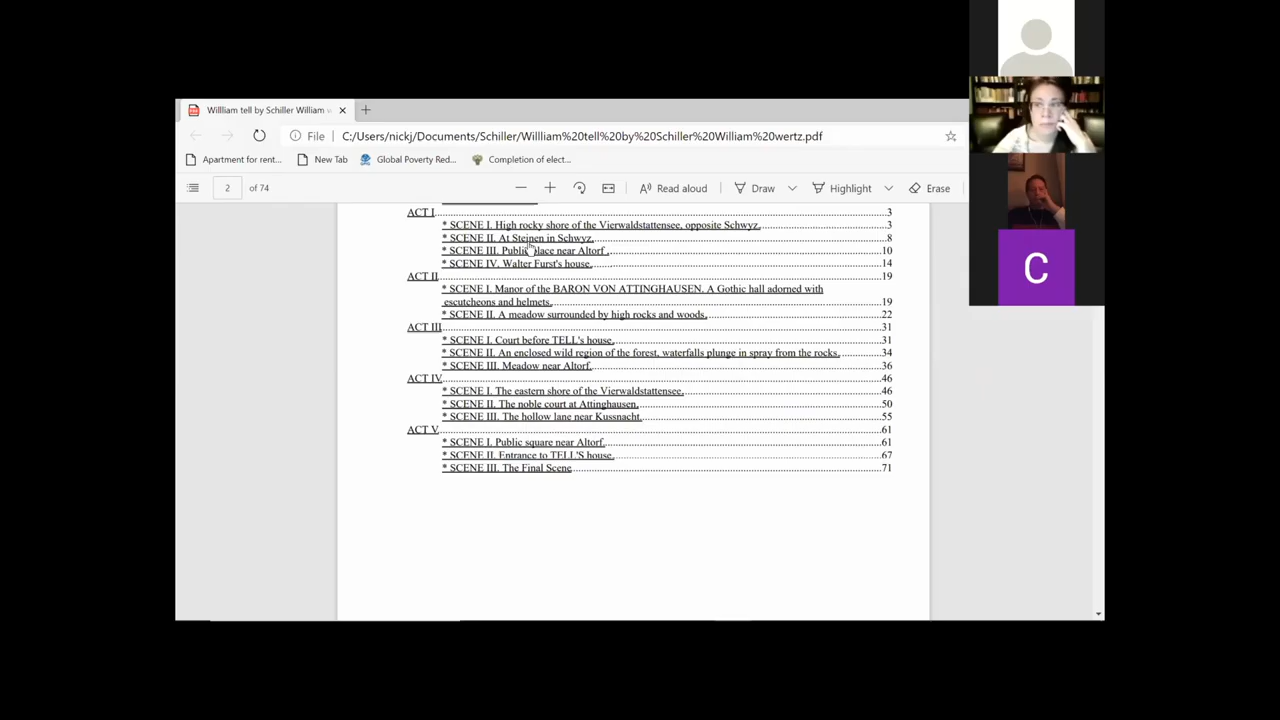 Willliam tell by Schiller William w
File C:/Users/nickj/Documents/Schiller/Willliam%20tell%20by%20Schiller%20William%20wertz.pdf
Apartment for rent... New Tab Global Poverty Red... Completion of elect...
2 of 74 Read aloud Draw Highlight Erase
ACT I 3
* SCENE I. High rocky shore of the Vierwaldstattensee, opposite Schwyz. 3
* SCENE II. At Steinen in Schwyz. 8
* SCENE III. Public place near Altorf. 10
* SCENE IV. Walter Furst's house. 14
ACT II 19
* SCENE I. Manor of the BARON VON ATTINGHAUSEN. A Gothic hall adorned with
escutcheons and helmets. 19
* SCENE II. A meadow surrounded by high rocks and woods. 22
ACT III 31
* SCENE I. Court before TELL's house. 31
* SCENE II. An enclosed wild region of the forest, waterfalls plunge in spray from the rocks. 34
* SCENE III. Meadow near Altorf. 36
ACT IV 46
* SCENE I. The eastern shore of the Vierwaldstattensee. 46
* SCENE II. The noble court at Attinghausen. 50
* SCENE III. The hollow lane near Kussnacht. 55
ACT V 61
* SCENE I. Public square near Altorf. 61
* SCENE II. Entrance to TELL'S house. 67
* SCENE III. The Final Scene 71
C